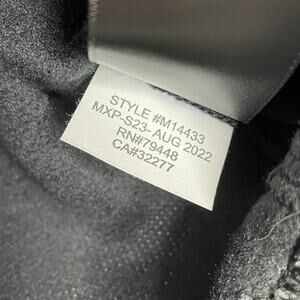 STYLE #M14433
MXP-S23- AUG 2022
RN#79448
CA#32277